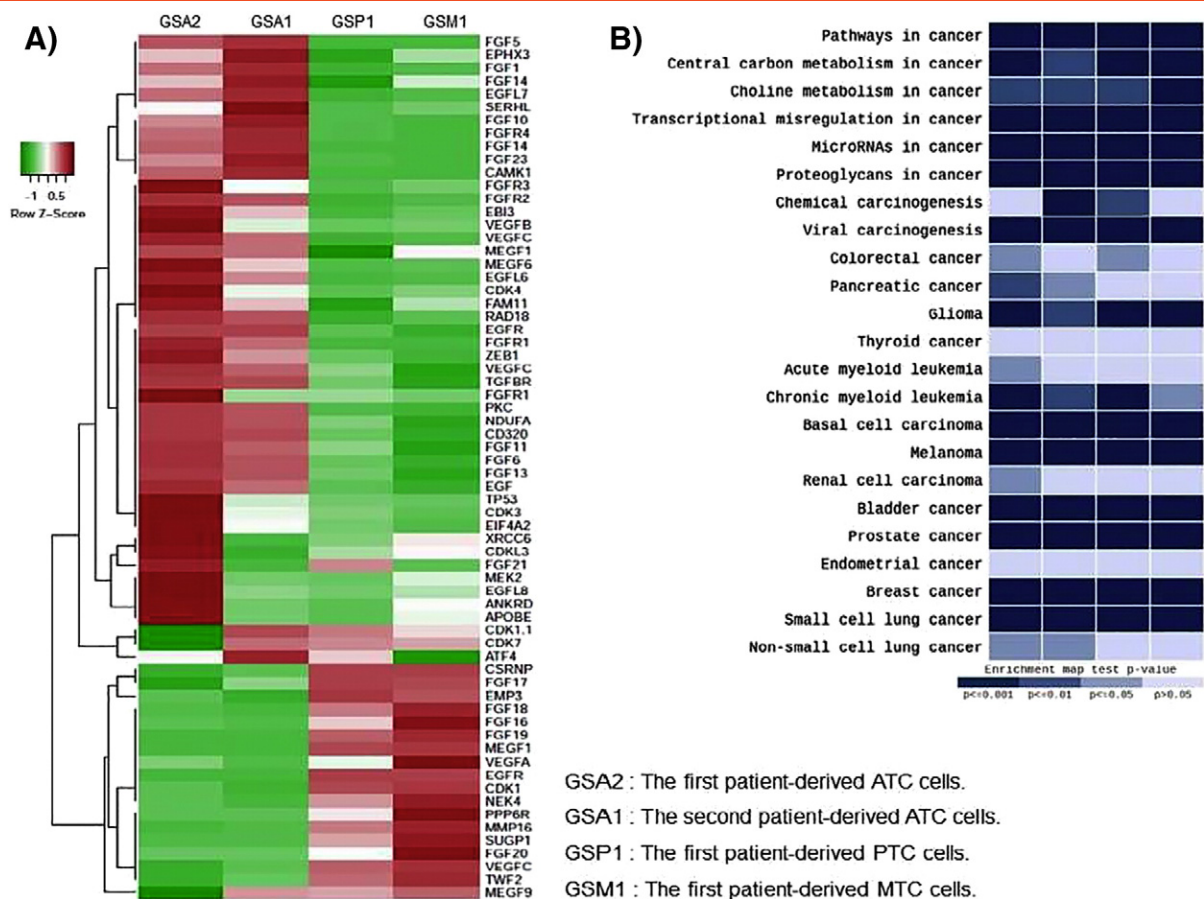 A)
GSA2 GSA1 GSP1 GSM1
-1 0.5
Row Z-Score
FGF5
EPHX3
FGF1
FGF14
EGFL7
SERHL
FGF10
FGFR4
FGF14
FGF23
CAMK1
FGFR3
FGFR2
EBI3
VEGFB
VEGFC
MEGF1
MEGF6
EGFL6
CDK4
FAM11
RAD18
EGFR
FGFR1
ZEB1
VEGFC
TGFBR
FGFR1
PKC
NDUFA
CD320
FGF11
FGF6
FGF13
EGF
TP53
CDK3
EIF4A2
XRCC6
CDKL3
FGF21
MEK2
EGFL8
ANKRD
APOBE
CDK1.1
CDK7
ATF4
CSRNP
FGF17
EMP3
FGF18
FGF16
FGF19
MEGF1
VEGFA
EGFR
CDK1
NEK4
PPP6R
MMP16
SUGP1
FGF20
VEGFC
TWF2
MEGF9
B)
Pathways in cancer
Central carbon metabolism in cancer
Choline metabolism in cancer
Transcriptional misregulation in cancer
MicroRNAs in cancer
Proteoglycans in cancer
Chemical carcinogenesis
Viral carcinogenesis
Colorectal cancer
Pancreatic cancer
Glioma
Thyroid cancer
Acute myeloid leukemia
Chronic myeloid leukemia
Basal cell carcinoma
Melanoma
Renal cell carcinoma
Bladder cancer
Prostate cancer
Endometrial cancer
Breast cancer
Small cell lung cancer
Non-small cell lung cancer
Enrichment map test p-value
p<=0.001 p<=0.01 p<=0.05 p>0.05
GSA2 : The first patient-derived ATC cells.
GSA1 : The second patient-derived ATC cells.
GSP1 : The first patient-derived PTC cells.
GSM1 : The first patient-derived MTC cells.